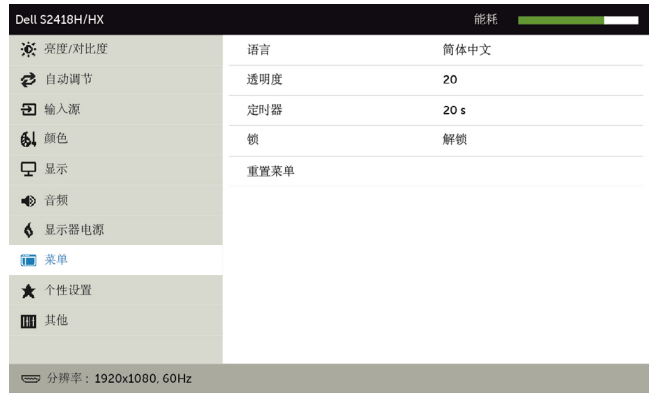 Dell S2418H/HX 能耗
亮度/对比度 语言 简体中文
自动调节 透明度 20
输入源 定时器 20 s
颜色 锁 解锁
显示 重置菜单
音频
显示器电源
菜单
个性设置
其他
分辨率：1920x1080, 60Hz